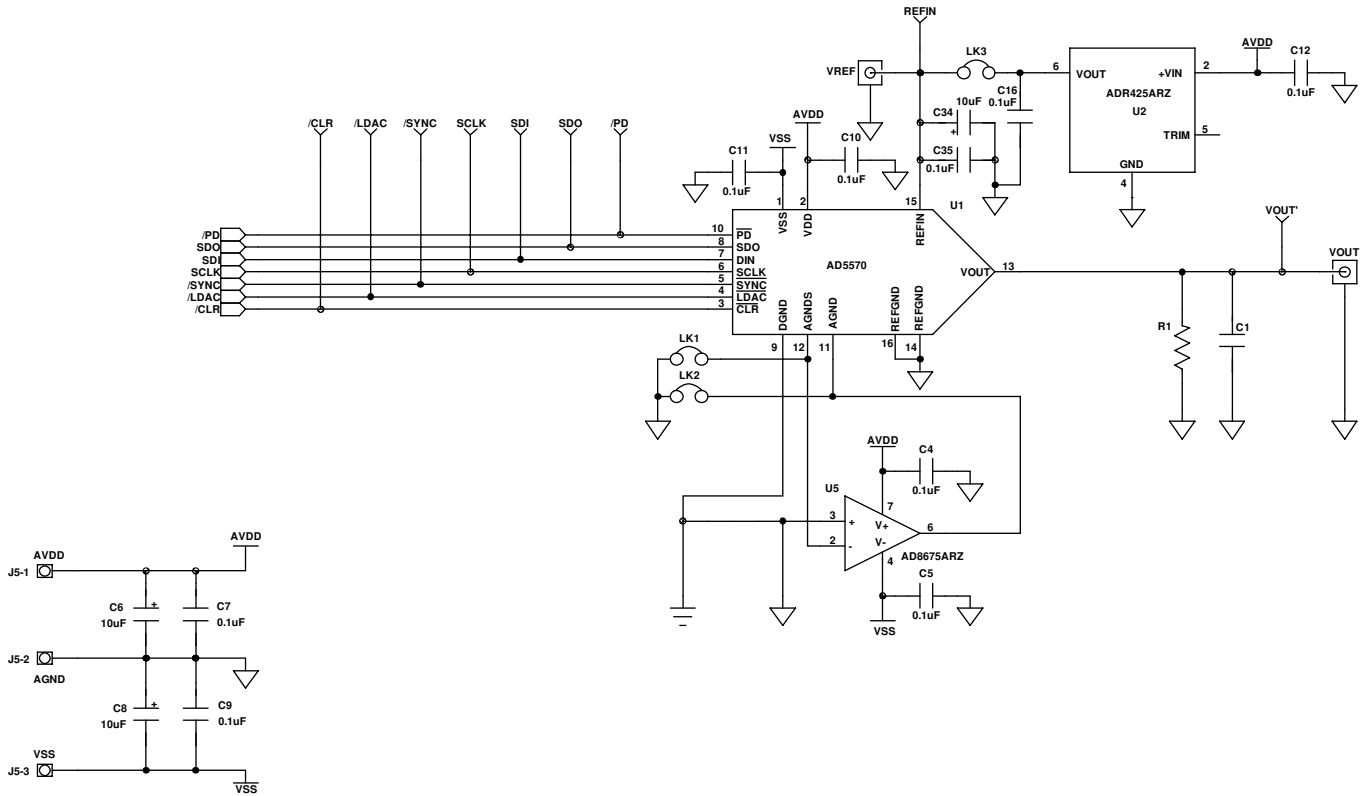 REFIN
LK3
VREF
6
VOUT
+VIN
2
AVDD
C12
0.1uF
ADR425ARZ
U2
TRIM
5
GND
4
C16
0.1uF
C34
10uF
+
C35
0.1uF
/CLR
/LDAC
/SYNC
SCLK
SDI
SDO
/PD
AVDD
VSS
C11
0.1uF
C10
0.1uF
1
2
15
U1
VSS
VDD
REFIN
/PD
10
PD
SDO
8
SDO
SDI
7
DIN
SCLK
6
SCLK
/SYNC
5
SYNC
/LDAC
4
LDAC
/CLR
3
CLR
AD5570
VOUT
13
VOUT'
VOUT
DGND
AGNDS
AGND
REFGND
REFGND
9
12
11
16
14
R1
C1
LK1
LK2
AVDD
C4
0.1uF
U5
3
+
2
-
7
V+
V-
4
6
AD8675ARZ
C5
0.1uF
VSS
AVDD
J5-1
AVDD
C6
+
10uF
C7
0.1uF
J5-2
AGND
C8
+
10uF
C9
0.1uF
VSS
J5-3
VSS